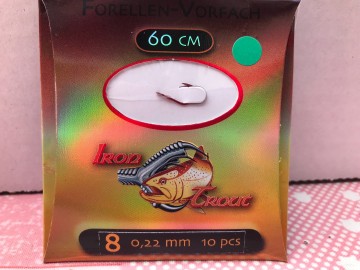 FORELLEN-VORFACH
60 CM
Iron
Trout
8 0,22 mm 10 pcs